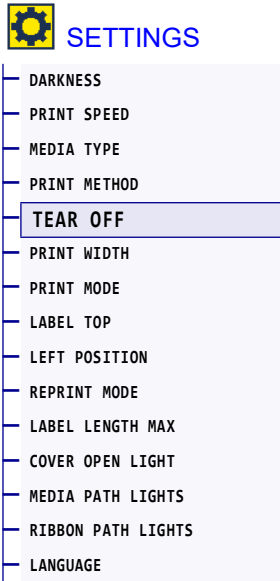 SETTINGS
DARKNESS
PRINT SPEED
MEDIA TYPE
PRINT METHOD
TEAR OFF
PRINT WIDTH
PRINT MODE
LABEL TOP
LEFT POSITION
REPRINT MODE
LABEL LENGTH MAX
COVER OPEN LIGHT
MEDIA PATH LIGHTS
RIBBON PATH LIGHTS
LANGUAGE